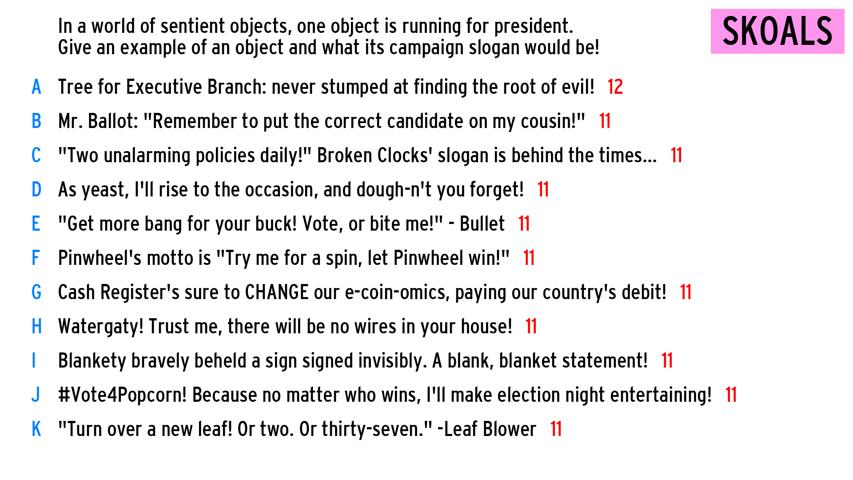 In a world of sentient objects, one object is running for president.
Give an example of an object and what its campaign slogan would be!
SKOALS
A Tree for Executive Branch: never stumped at finding the root of evil! 12
B Mr. Ballot: "Remember to put the correct candidate on my cousin!" 11
C "Two unalarming policies daily!" Broken Clocks' slogan is behind the times... 11
D As yeast, I'll rise to the occasion, and dough-n't you forget! 11
E "Get more bang for your buck! Vote, or bite me!" - Bullet 11
F Pinwheel's motto is "Try me for a spin, let Pinwheel win!" 11
G Cash Register's sure to CHANGE our e-coin-omics, paying our country's debit! 11
H Watergaty! Trust me, there will be no wires in your house! 11
I Blankety bravely beheld a sign signed invisibly. A blank, blanket statement! 11
J #Vote4Popcorn! Because no matter who wins, I'll make election night entertaining! 11
K "Turn over a new leaf! Or two. Or thirty-seven." -Leaf Blower 11